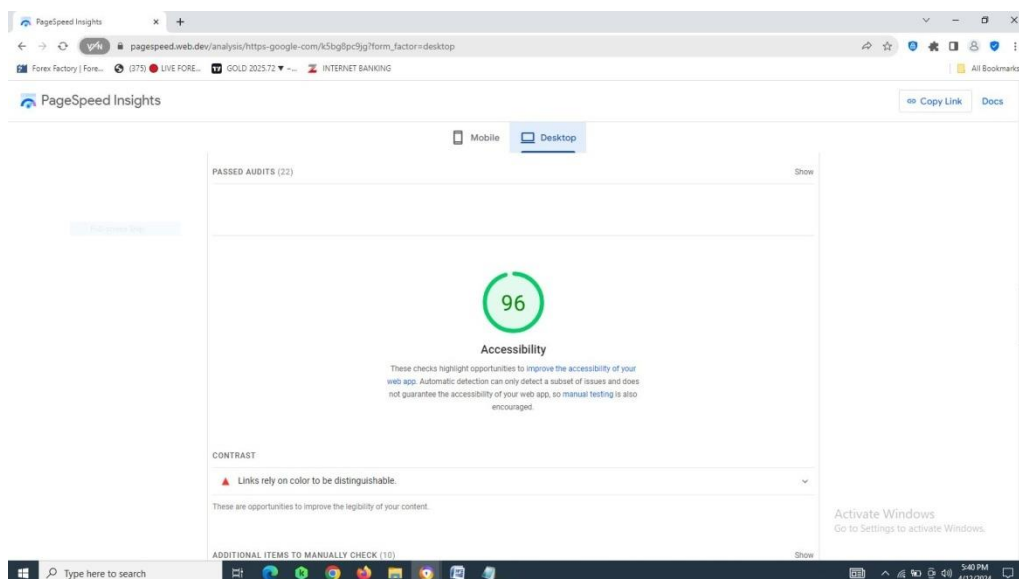 PageSpeed Insights
VPN
pagespeed.web.dev/analysis/https-google-com/k5bg8pc9jg?form_factor=desktop
Forex Factory | Fore...
(375) 🔴 LIVE FORE...
GOLD 2025.72 ▼ –...
INTERNET BANKING
All Bookmarks
PageSpeed Insights
Copy Link
Docs
Mobile
Desktop
PASSED AUDITS (22)
Show
96
Accessibility
These checks highlight opportunities to improve the accessibility of your
web app. Automatic detection can only detect a subset of issues and does
not guarantee the accessibility of your web app, so manual testing is also
encouraged.
CONTRAST
Links rely on color to be distinguishable.
These are opportunities to improve the legibility of your content.
Activate Windows
Go to Settings to activate Windows.
ADDITIONAL ITEMS TO MANUALLY CHECK (10)
Show
Type here to search
5:40 PM
4/13/2024